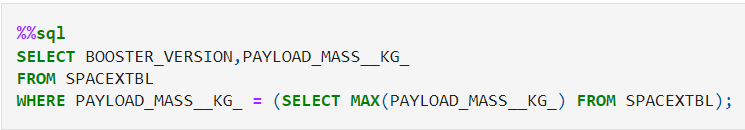 %%sql
SELECT BOOSTER_VERSION,PAYLOAD_MASS__KG_
FROM SPACEXTBL
WHERE PAYLOAD_MASS__KG_ = (SELECT MAX(PAYLOAD_MASS__KG_) FROM SPACEXTBL);